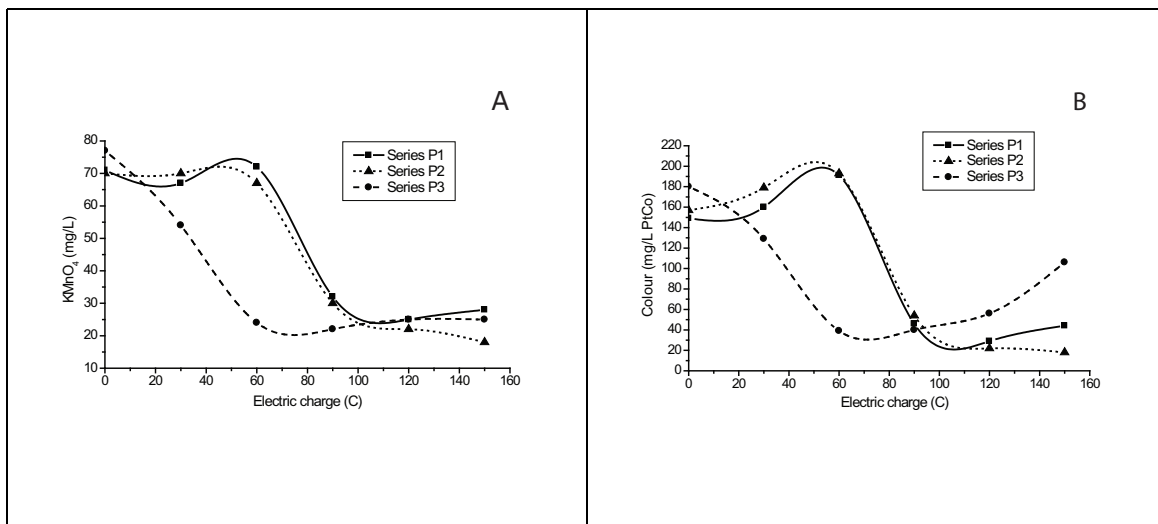 A
80
70
60
50
40
30
20
10
KMnO4 (mg/L)
Series P1
Series P2
Series P3
0 20 40 60 80 100 120 140 160
Electric charge (C)
B
220
200
180
160
140
120
100
80
60
40
20
0
Colour (mg/L PtCo)
Series P1
Series P2
Series P3
0 20 40 60 80 100 120 140 160
Electric charge (C)